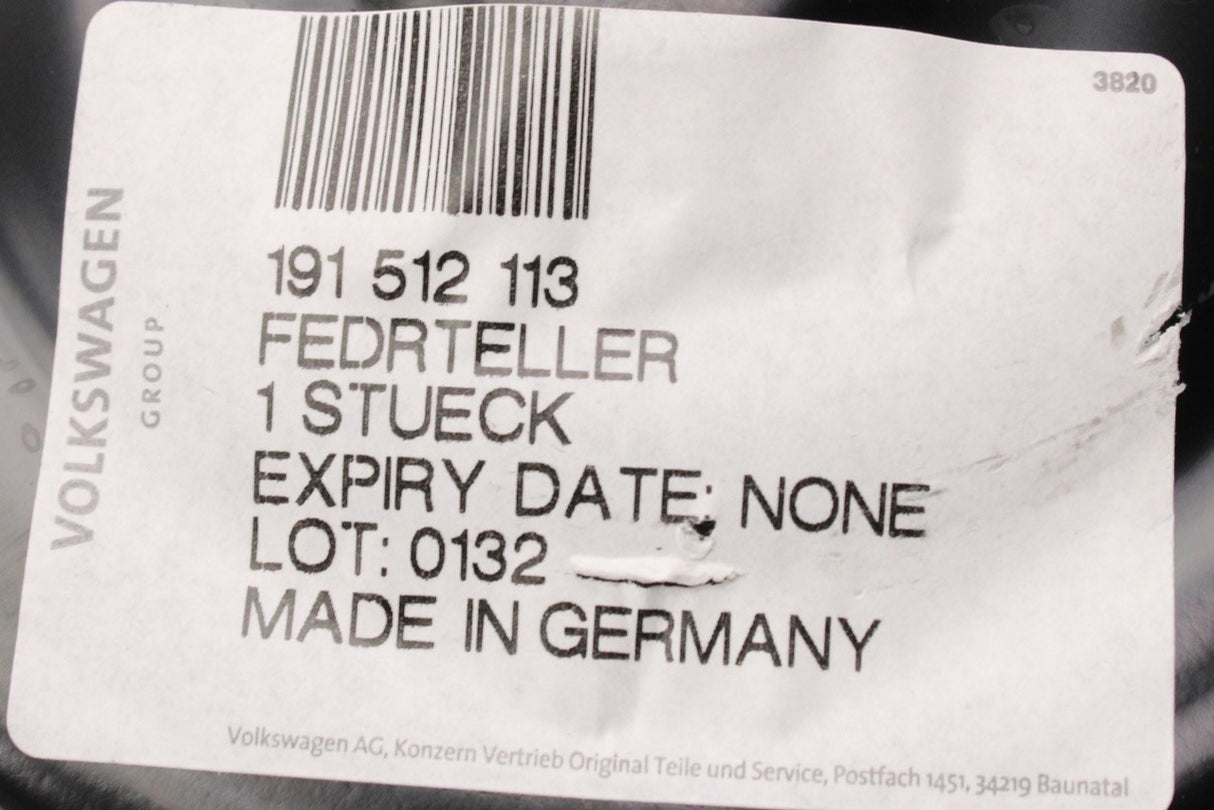 3820
VOLKSWAGEN
GROUP
191 512 113
FEDRTELLER
1 STUECK
EXPIRY DATE: NONE
LOT: 0132
MADE IN GERMANY
Volkswagen AG, Konzern Vertrieb Original Teile und Service, Postfach 1451, 34219 Baunatal